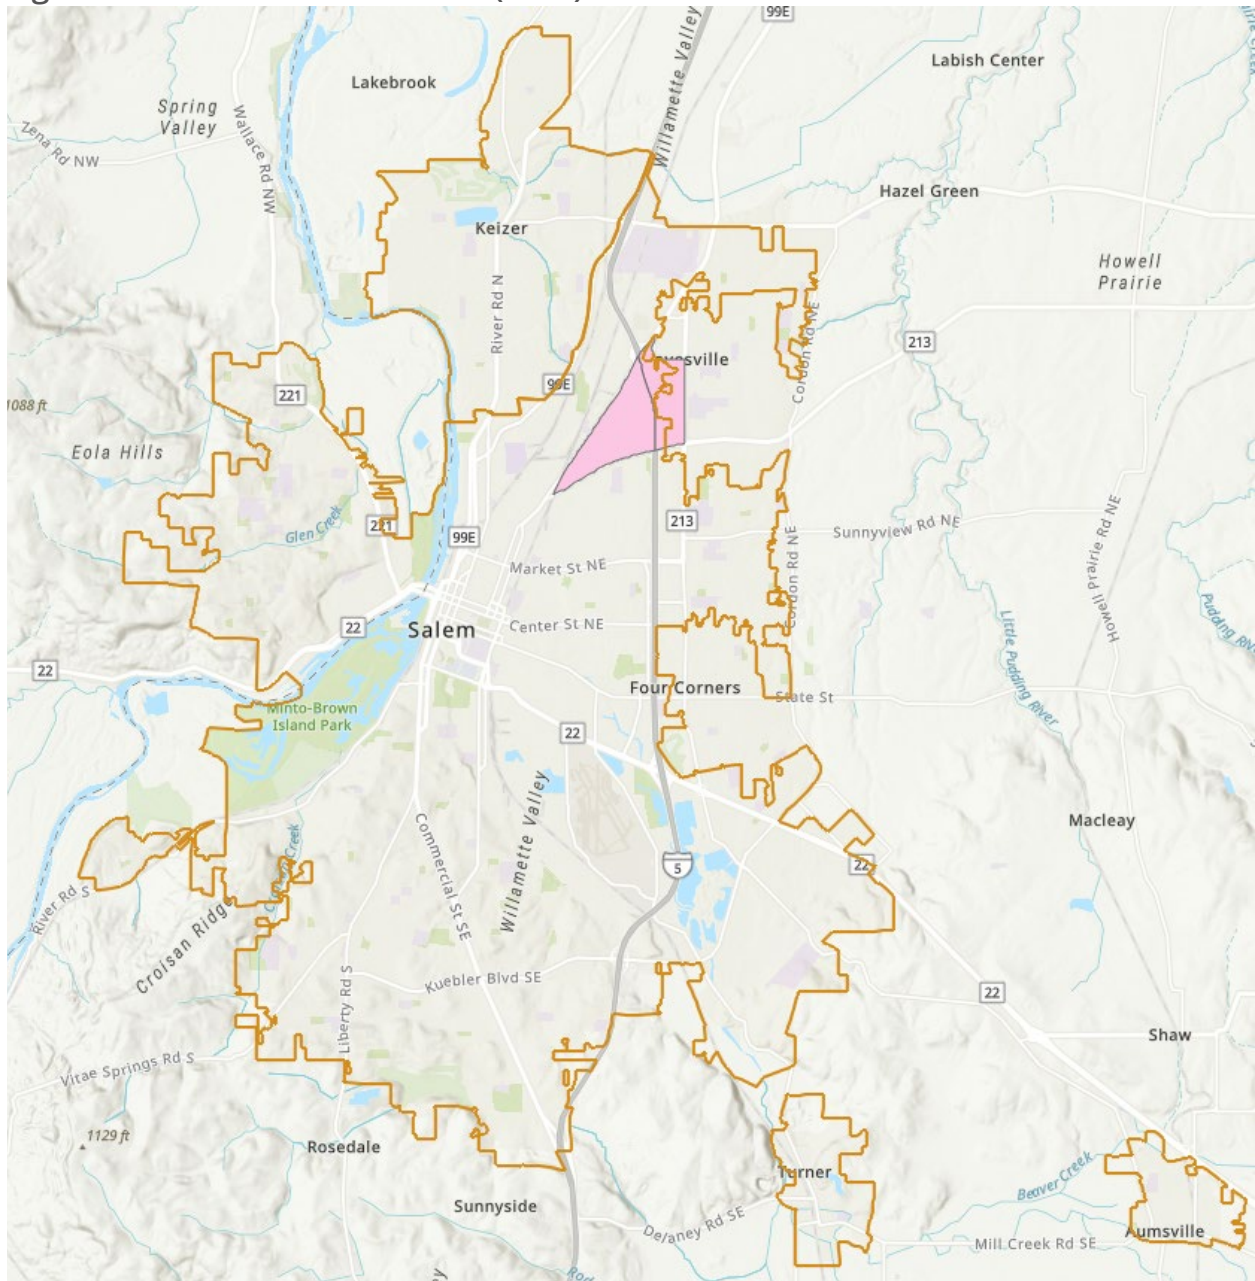 99E
Willamette Valley
Labish Center
Lakebrook
Spring
Valley
Zena Rd NW
Wallace Rd NW
Hazel Green
Keizer
Howell
Prairie
River Rd N
Cordon Rd NE
213
99E
221
1088 ft
Eola Hills
Glen Creek
221
99E
213
Sunnyview Rd NE
Howell Prairie Rd NE
Market St NE
Cordon Rd NE
Center St NE
Salem
22
Little Pudding River
22
Four Corners
State St
Minto-Brown
Island Park
22
Willamette Valley
Commercial St SE
Macleay
5
22
River Rd S
Croisan Ridge
Kuebler Blvd SE
Liberty Rd S
22
Shaw
Vitae Springs Rd S
1129 ft
Rosedale
Turner
Beaver Creek
Sunnyside
Delaney Rd SE
Mill Creek Rd SE
Aumsville